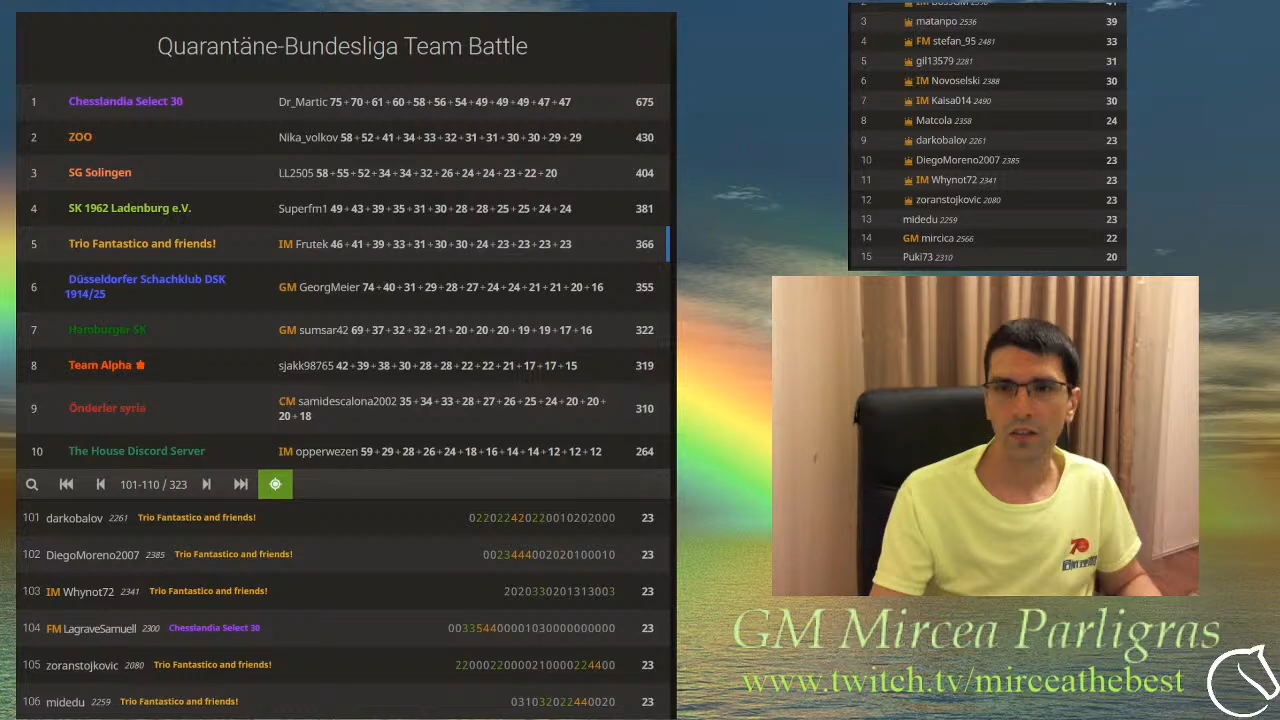 Quarantäne-Bundesliga Team Battle
1 Chesslandia Select 30 Dr_Martic 75+70+61+60+58+56+54+49+49+49+47+47 675
2 ZOO Nika_volkov 58+52+41+34+33+32+31+31+30+30+29+29 430
3 SG Solingen LL2505 58+55+52+34+34+32+26+24+24+23+22+20 404
4 SK 1962 Ladenburg e.V. Superfm1 49+43+39+35+31+30+28+28+25+25+24+24 381
5 Trio Fantastico and friends! IM Frutek 46+41+39+33+31+30+30+24+23+23+23+23 366
6 Düsseldorfer Schachklub DSK
1914/25 GM GeorgMeier 74+40+31+29+28+27+24+24+21+21+20+16 355
7 Hamburger SK GM sumsar42 69+37+32+32+21+20+20+20+19+19+17+16 322
8 Team Alpha sjakk98765 42+39+38+30+28+28+22+22+21+17+17+15 319
9 Önderler syria CM samidescalona2002 35+34+33+28+27+26+25+24+20+20+
20+18 310
10 The House Discord Server IM opperwezen 59+29+28+26+24+18+16+14+14+12+12+12 264
101-110 / 323
101 darkobalov 2261 Trio Fantastico and friends! 0220224202200102020​00 23
102 DiegoMoreno2007 2385 Trio Fantastico and friends! 0023444002020100010 23
103 IM Whynot72 2341 Trio Fantastico and friends! 2020330201313003 23
104 FM LagraveSamuell 2300 Chesslandia Select 30 0033544000010300000​00000 23
105 zoranstojkovic 2080 Trio Fantastico and friends! 2200022000021000022​4400 23
106 midedu 2259 Trio Fantastico and friends! 03103202244002​0 23
3 matanpo 2536 39
4 FM stefan_95 2481 33
5 gil13579 2281 31
6 IM Novoselski 2388 30
7 IM Kaisa014 2490 30
8 Matcola 2358 24
9 darkobalov 2261 23
10 DiegoMoreno2007 2385 23
11 IM Whynot72 2341 23
12 zoranstojkovic 2080 23
13 midedu 2259 23
14 GM mircica 2566 22
15 Puki73 2310 20
70
GM Mircea Parligras
www.twitch.tv/mirceathebest